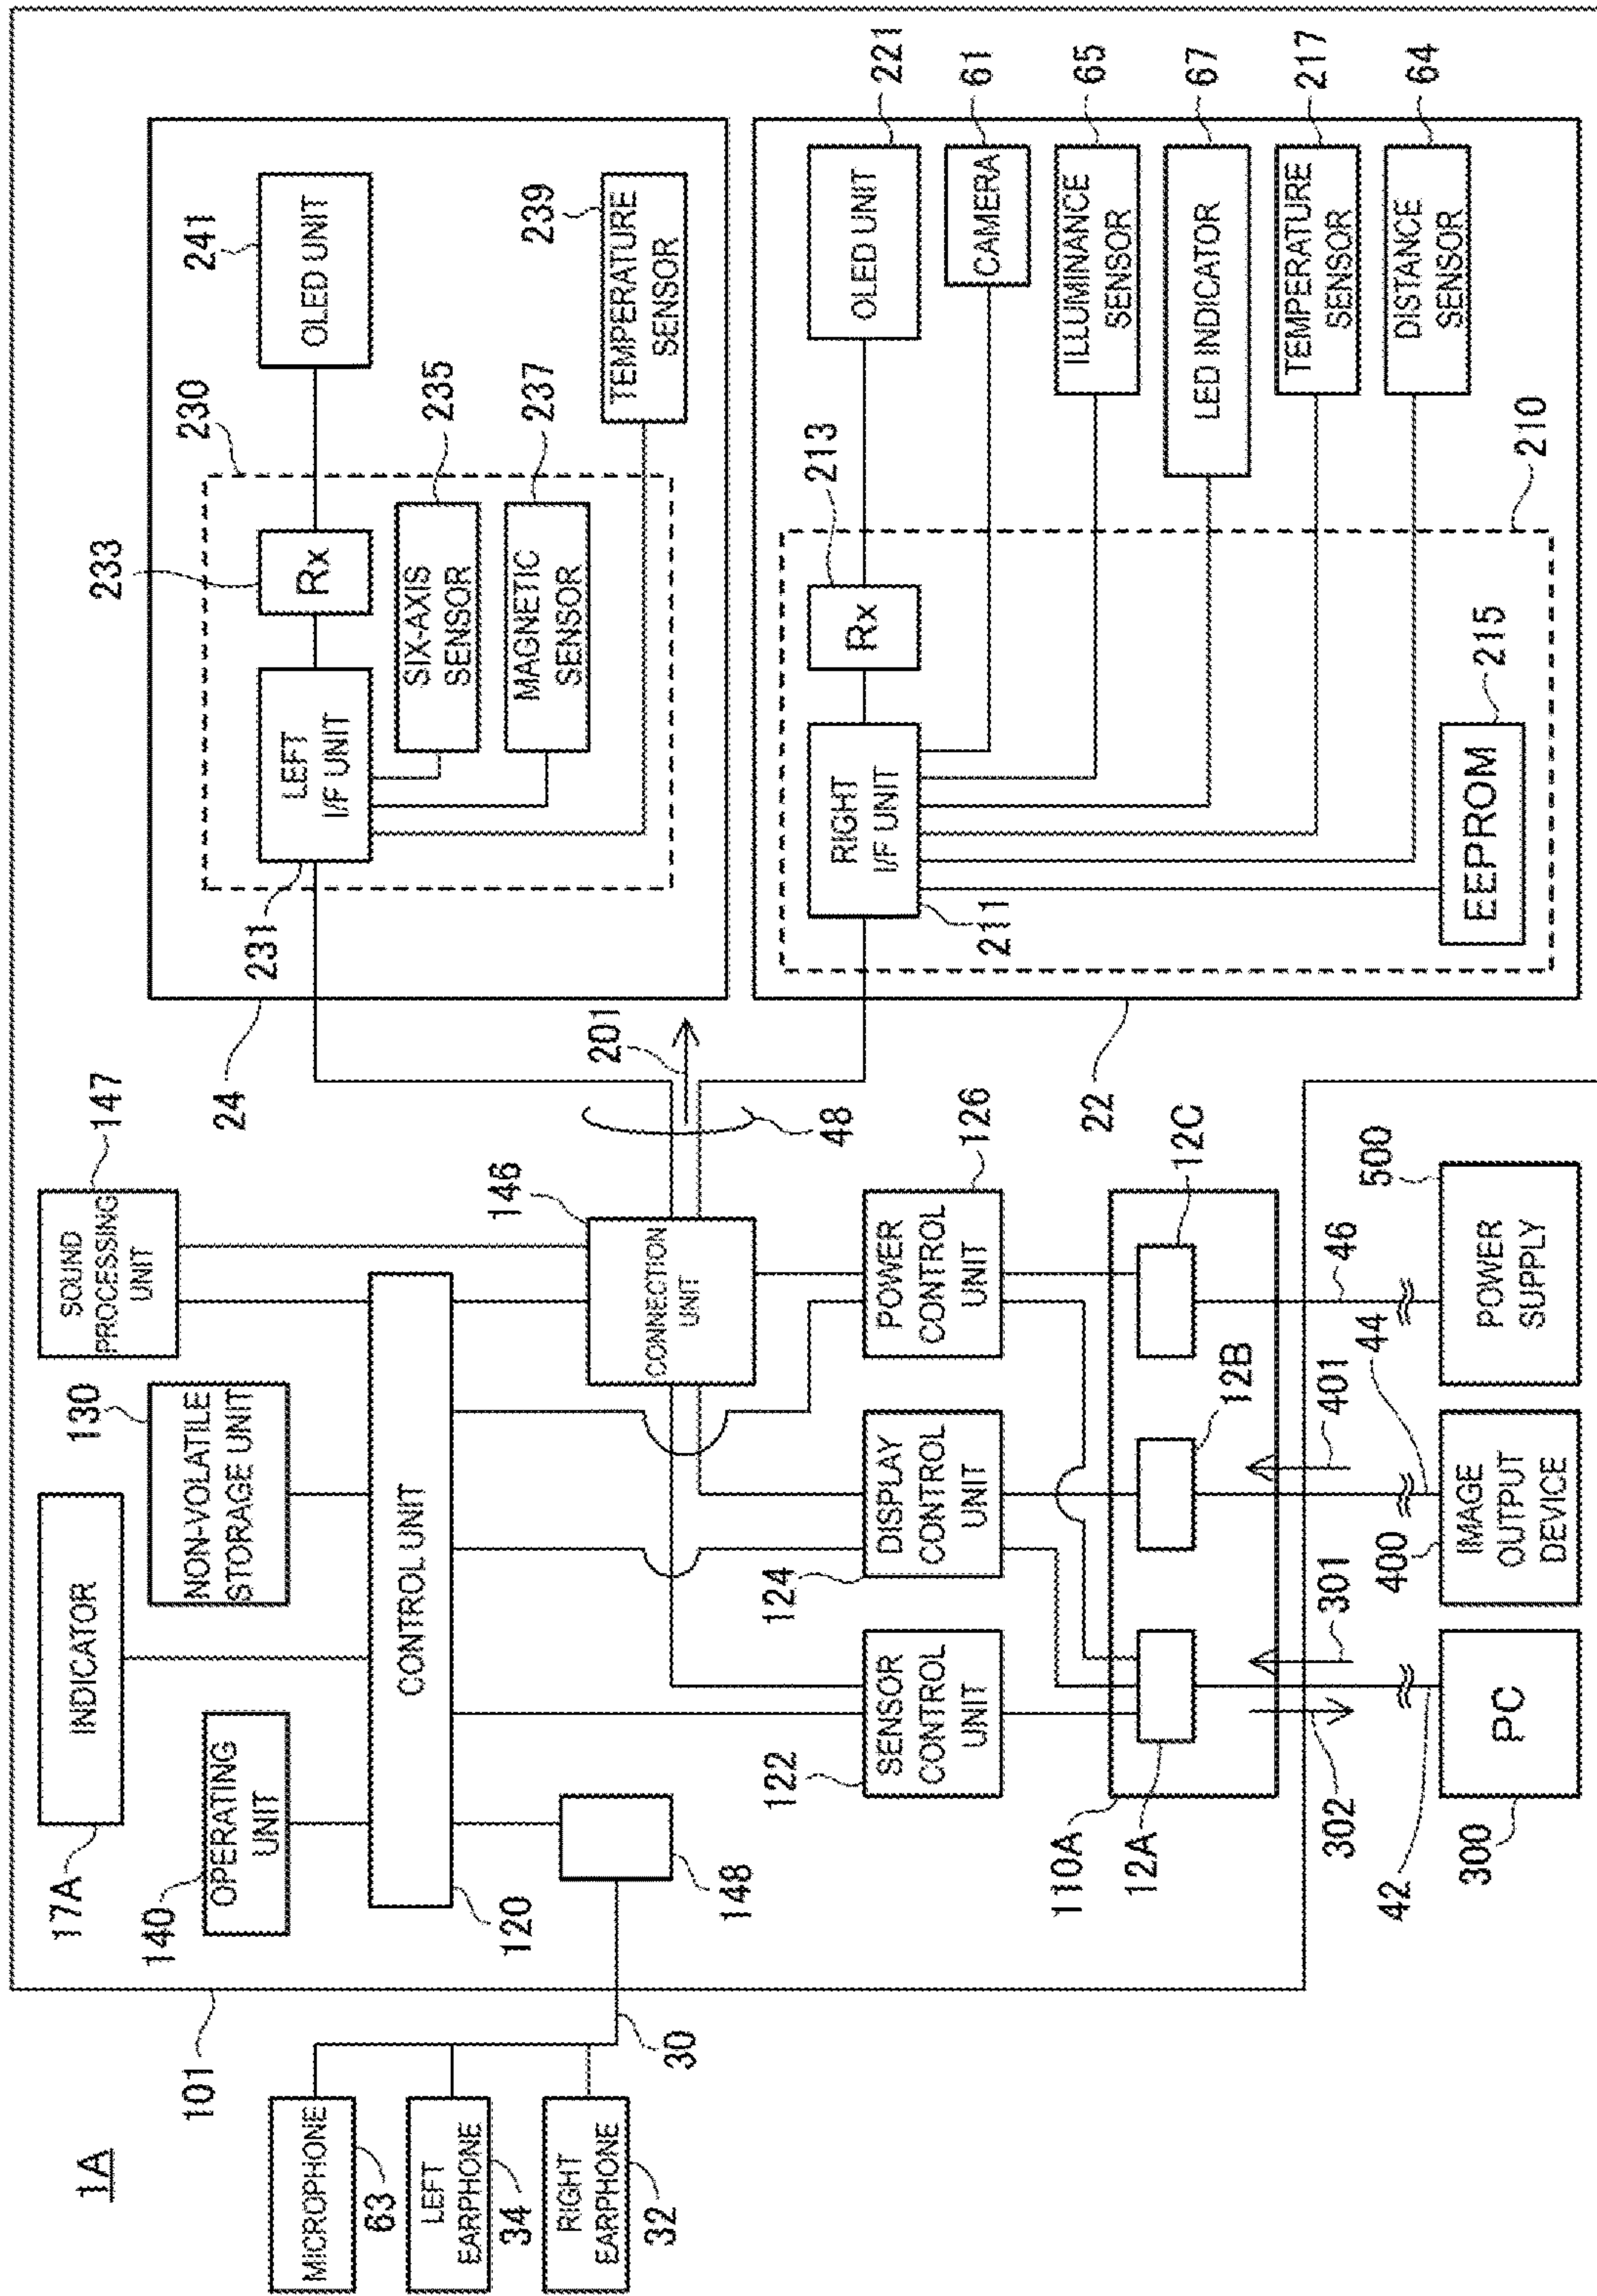 1A
101
MICROPHONE
63
LEFT
EARPHONE
34
RIGHT
EARPHONE
32
30
17A
INDICATOR
140
OPERATING
UNIT
130
NON-VOLATILE
STORAGE UNIT
147
SOUND
PROCESSING
UNIT
CONTROL UNIT
120
148
146
CONNECTION
UNIT
201
48
122
SENSOR
CONTROL
UNIT
124
DISPLAY
CONTROL
UNIT
126
POWER
CONTROL
UNIT
110A
12A
12B
12C
302
301
401
42
44
46
300
PC
400
IMAGE
OUTPUT
DEVICE
500
POWER
SUPPLY
24
231
LEFT
I/F UNIT
233
Rx
230
241
OLED UNIT
SIX-AXIS
SENSOR
235
MAGNETIC
SENSOR
237
239
TEMPERATURE
SENSOR
22
211
RIGHT
I/F UNIT
Rx
213
OLED UNIT
221
CAMERA
61
ILLUMINANCE
SENSOR
65
LED INDICATOR
67
TEMPERATURE
SENSOR
217
DISTANCE
SENSOR
64
210
EEPROM
215